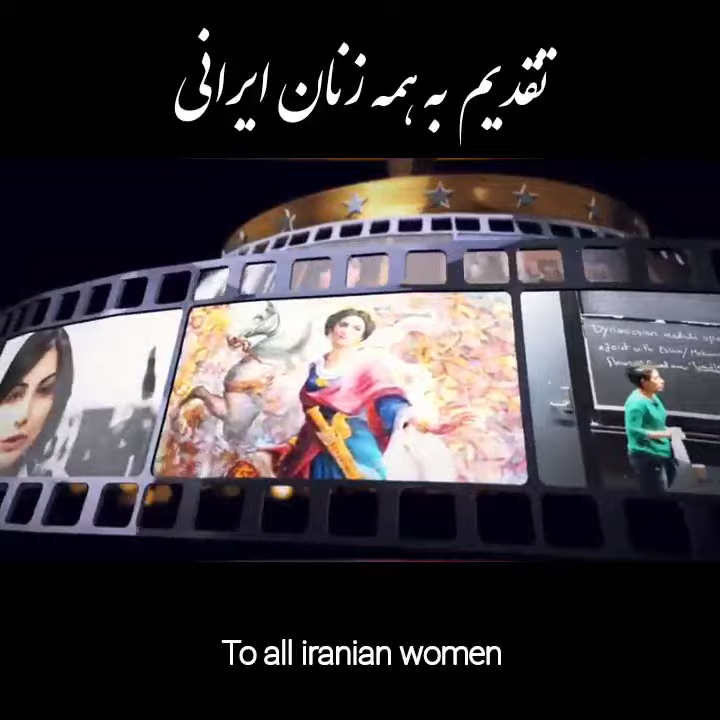 تقدیم به همه زنان ایرانی
To all iranian women